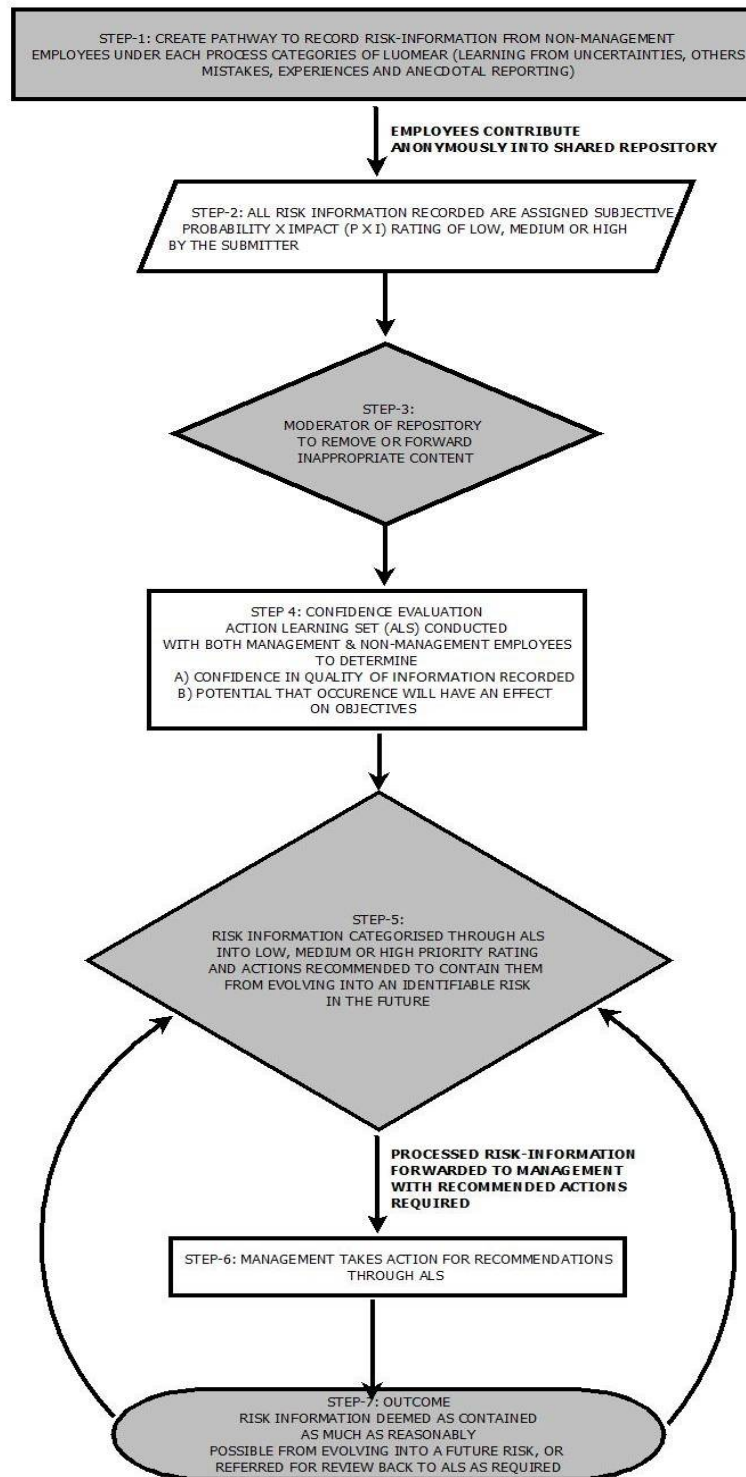 STEP-1: CREATE PATHWAY TO RECORD RISK-INFORMATION FROM NON-MANAGEMENT
EMPLOYEES UNDER EACH PROCESS CATEGORIES OF LUOMEAR (LEARNING FROM UNCERTAINTIES, OTHERS
MISTAKES, EXPERIENCES AND ANECDOTAL REPORTING)
EMPLOYEES CONTRIBUTE
ANONYMOUSLY INTO SHARED REPOSITORY
STEP-2: ALL RISK INFORMATION RECORDED ARE ASSIGNED SUBJECTIVE
PROBABILITY X IMPACT (P X I) RATING OF LOW, MEDIUM OR HIGH
BY THE SUBMITTER
STEP-3:
MODERATOR OF REPOSITORY
TO REMOVE OR FORWARD
INAPPROPRIATE CONTENT
STEP 4: CONFIDENCE EVALUATION
ACTION LEARNING SET (ALS) CONDUCTED
WITH BOTH MANAGEMENT & NON-MANAGEMENT EMPLOYEES
TO DETERMINE
A) CONFIDENCE IN QUALITY OF INFORMATION RECORDED
B) POTENTIAL THAT OCCURENCE WILL HAVE AN EFFECT
ON OBJECTIVES
STEP-5:
RISK INFORMATION CATEGORISED THROUGH ALS
INTO LOW, MEDIUM OR HIGH PRIORITY RATING
AND ACTIONS RECOMMENDED TO CONTAIN THEM
FROM EVOLVING INTO AN IDENTIFIABLE RISK
IN THE FUTURE
PROCESSED RISK-INFORMATION
FORWARDED TO MANAGEMENT
WITH RECOMMENDED ACTIONS
REQUIRED
STEP-6: MANAGEMENT TAKES ACTION FOR RECOMMENDATIONS
THROUGH ALS
STEP-7: OUTCOME
RISK INFORMATION DEEMED AS CONTAINED
AS MUCH AS REASONABLY
POSSIBLE FROM EVOLVING INTO A FUTURE RISK, OR
REFERRED FOR REVIEW BACK TO ALS AS REQUIRED